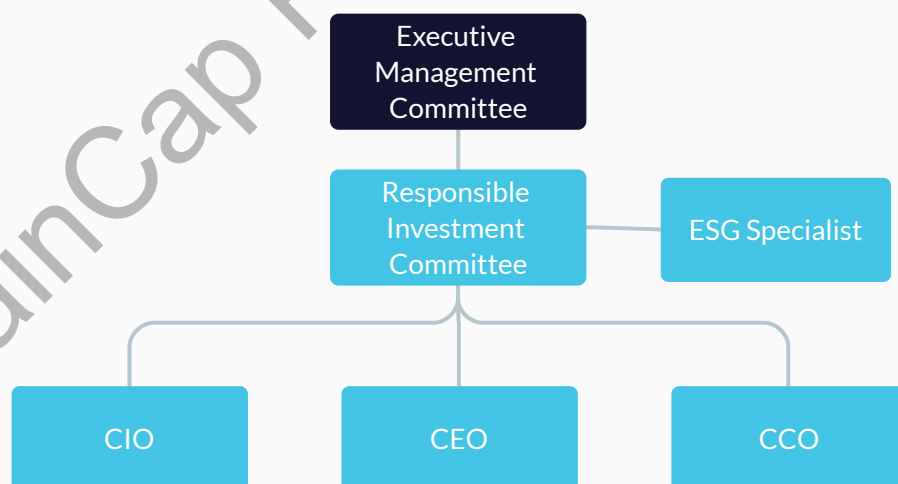 Executive
Management
Committee
Responsible
Investment
Committee
ESG Specialist
CIO
CEO
CCO